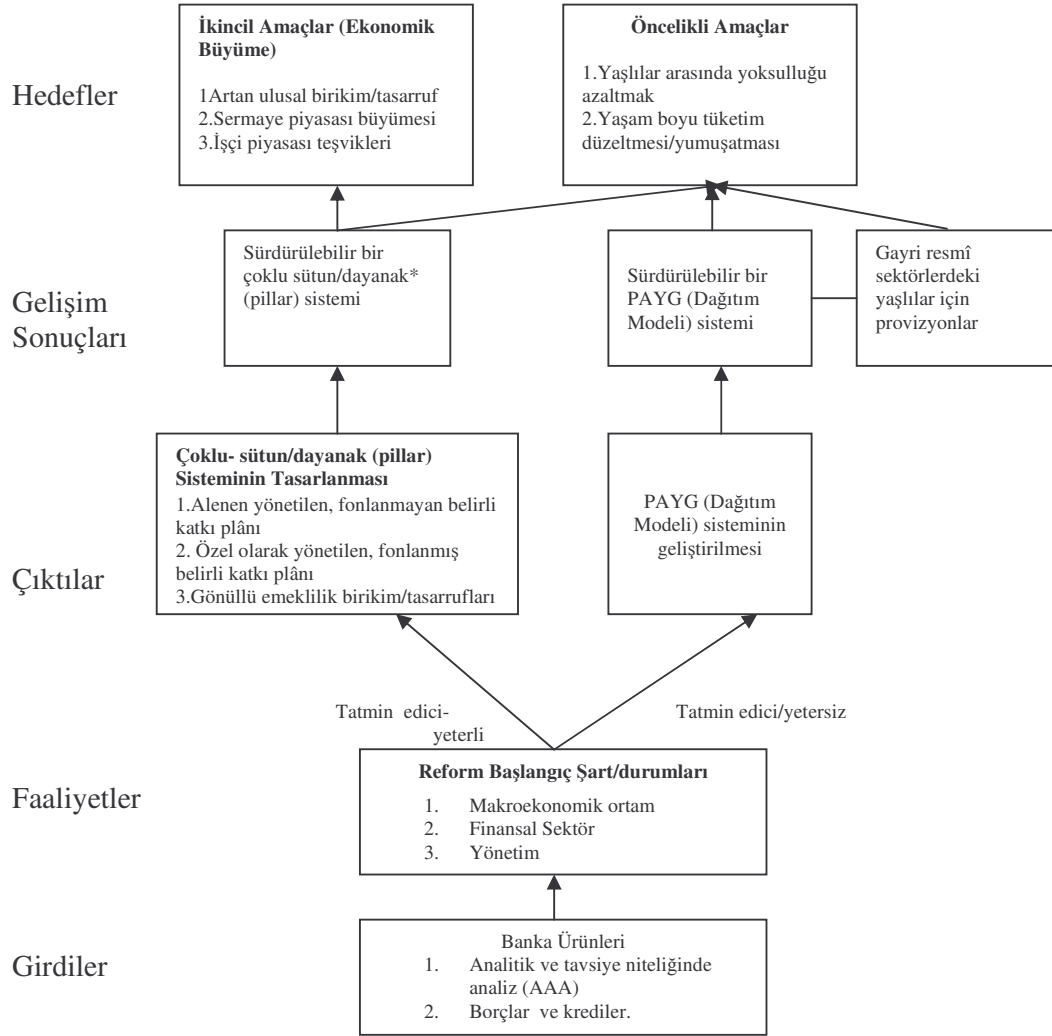 Hedefler
İkincil Amaçlar (Ekonomik
Büyüme)
1Artan ulusal birikim/tasarruf
2.Sermaye piyasası büyümesi
3.İşçi piyasası teşvikleri
Öncelikli Amaçlar
1.Yaşlılar arasında yoksulluğu
azaltmak
2.Yaşam boyu tüketim
düzeltmesi/yumuşatması
Gelişim
Sonuçları
Sürdürülebilir bir
çoklu sütun/dayanak*
(pillar) sistemi
Sürdürülebilir bir
PAYG (Dağıtım
Modeli) sistemi
Gayri resmî
sektörlerdeki
yaşlılar için
provizyonlar
Çıktılar
Çoklu- sütun/dayanak (pillar)
Sisteminin Tasarlanması
1.Alenen yönetilen, fonlanmayan belirli
katkı plânı
2. Özel olarak yönetilen, fonlanmış
belirli katkı plânı
3.Gönüllü emeklilik birikim/tasarrufları
PAYG (Dağıtım
Modeli) sisteminin
geliştirilmesi
Tatmin edici-
yeterli
Tatmin edici/yetersiz
Faaliyetler
Reform Başlangıç Şart/durumları
1. Makroekonomik ortam
2. Finansal Sektör
3. Yönetim
Girdiler
Banka Ürünleri
1. Analitik ve tavsiye niteliğinde
analiz (AAA)
2. Borçlar ve krediler.